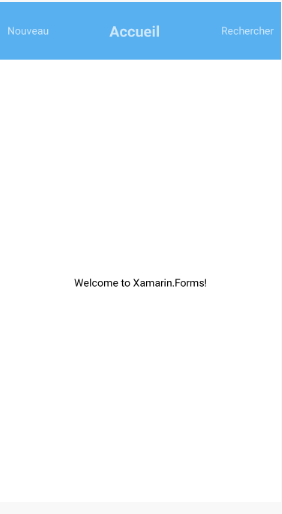 Nouveau Accueil Rechercher
Welcome to Xamarin.Forms!